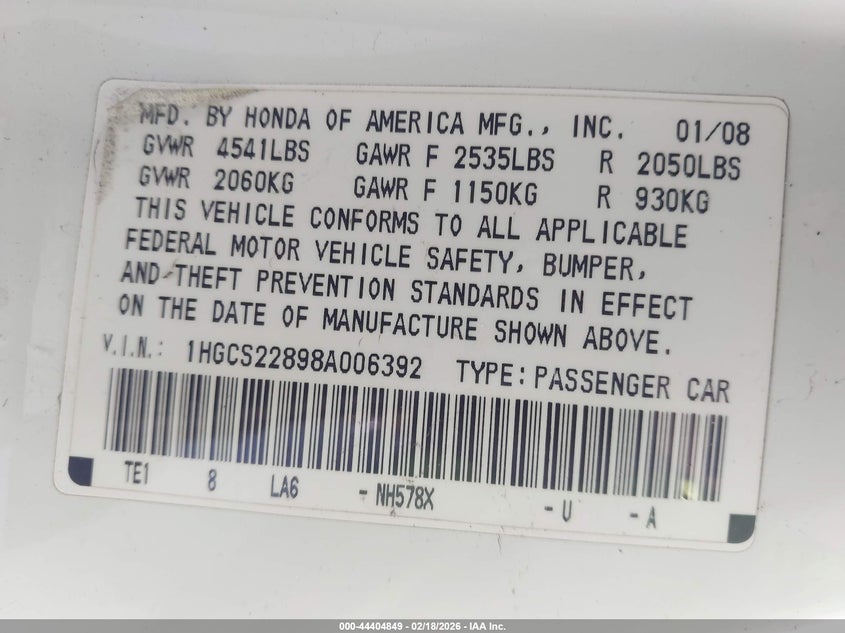 MFD. BY HONDA OF AMERICA MFG., INC. 01/08
GVWR 4541LBS GAWR F 2535LBS R 2050LBS
GVWR 2060KG GAWR F 1150KG R 930KG
THIS VEHICLE CONFORMS TO ALL APPLICABLE
FEDERAL MOTOR VEHICLE SAFETY, BUMPER,
AND THEFT PREVENTION STANDARDS IN EFFECT
ON THE DATE OF MANUFACTURE SHOWN ABOVE.
V.I.N.: 1HGCS22898A006392 TYPE: PASSENGER CAR
TE1 8 LA6 - NH578X - U - A
000-44404849 - 02/18/2026 - IAA Inc.